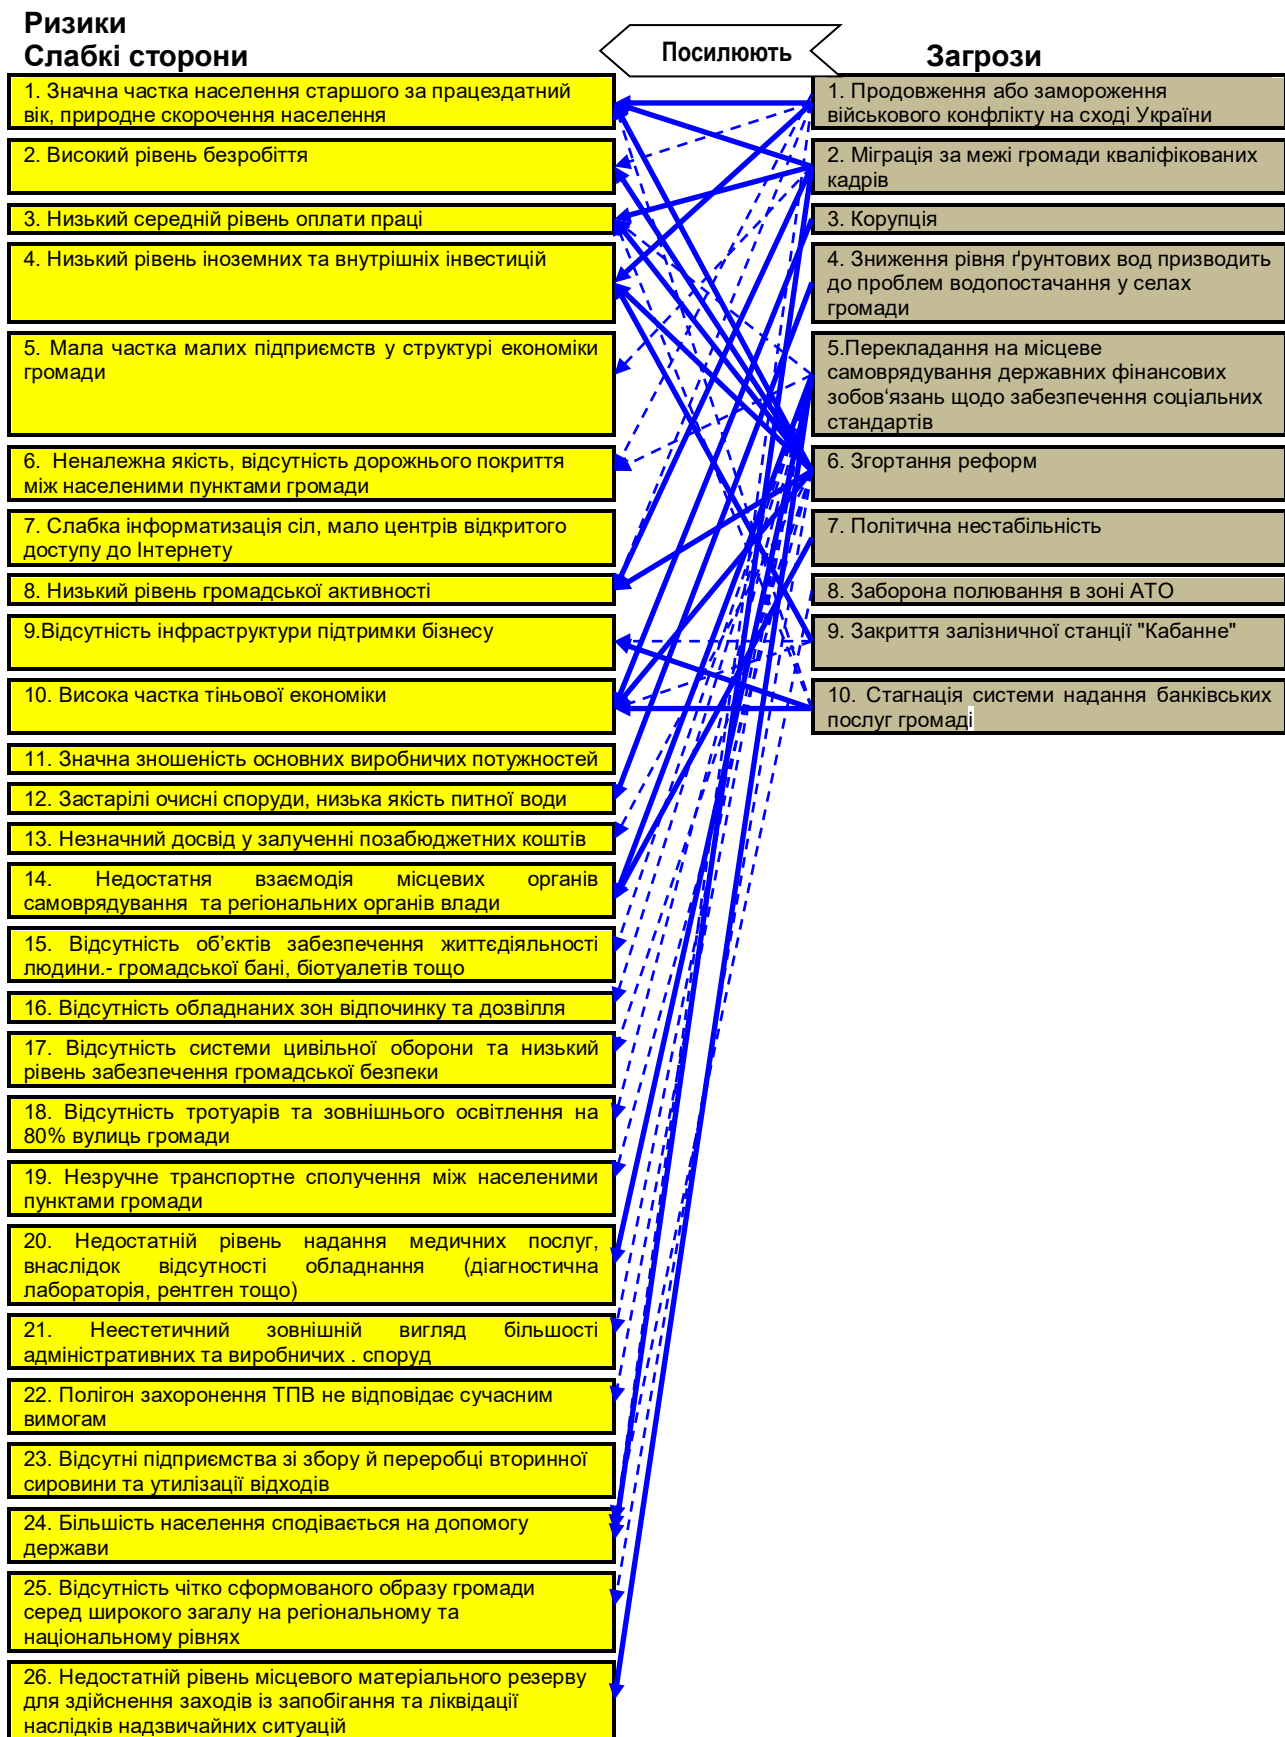 Ризики
Слабкі сторони
Посилюють
Загрози
1. Значна частка населення старшого за працездатний
вік, природне скорочення населення
2. Високий рівень безробіття
3. Низький середній рівень оплати праці
4. Низький рівень іноземних та внутрішніх інвестицій
5. Мала частка малих підприємств у структурі економіки
громади
6. Неналежна якість, відсутність дорожнього покриття
між населеними пунктами громади
7. Слабка інформатизація сіл, мало центрів відкритого
доступу до Інтернету
8. Низький рівень громадської активності
9.Відсутність інфраструктури підтримки бізнесу
10. Висока частка тіньової економіки
11. Значна зношеність основних виробничих потужностей
12. Застарілі очисні споруди, низька якість питної води
13. Незначний досвід у залученні позабюджетних коштів
14. Недостатня взаємодія місцевих органів
самоврядування та регіональних органів влади
15. Відсутність об’єктів забезпечення життєдіяльності
людини.- громадської бані, біотуалетів тощо
16. Відсутність обладнаних зон відпочинку та дозвілля
17. Відсутність системи цивільної оборони та низький
рівень забезпечення громадської безпеки
18. Відсутність тротуарів та зовнішнього освітлення на
80% вулиць громади
19. Незручне транспортне сполучення між населеними
пунктами громади
20. Недостатній рівень надання медичних послуг,
внаслідок відсутності обладнання (діагностична
лабораторія, рентген тощо)
21. Неестетичний зовнішній вигляд більшості
адміністративних та виробничих . споруд
22. Полігон захоронення ТПВ не відповідає сучасним
вимогам
23. Відсутні підприємства зі збору й переробці вторинної
сировини та утилізації відходів
24. Більшість населення сподівається на допомогу
держави
25. Відсутність чітко сформованого образу громади
серед широкого загалу на регіональному та
національному рівнях
26. Недостатній рівень місцевого матеріального резерву
для здійснення заходів із запобігання та ліквідації
наслідків надзвичайних ситуацій
1. Продовження або замороження
військового конфлікту на сході України
2. Міграція за межі громади кваліфікованих
кадрів
3. Корупція
4. Зниження рівня ґрунтових вод призводить
до проблем водопостачання у селах
громади
5.Перекладання на місцеве
самоврядування державних фінансових
зобов‘язань щодо забезпечення соціальних
стандартів
6. Згортання реформ
7. Політична нестабільність
8. Заборона полювання в зоні АТО
9. Закриття залізничної станції "Кабанне"
10. Стагнація системи надання банківських
послуг громаді